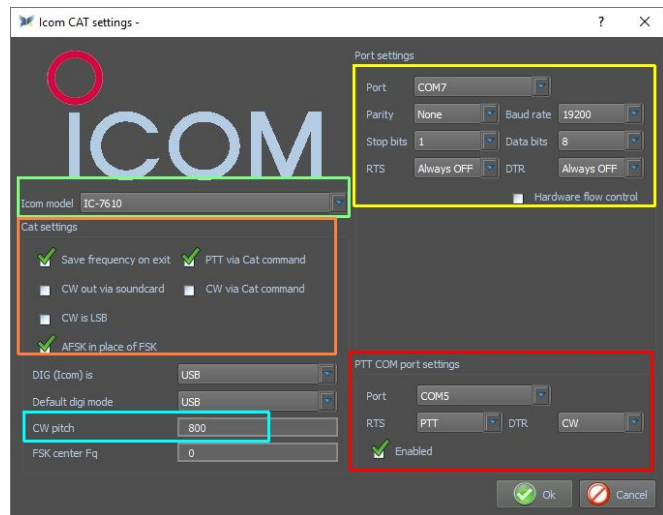 Icom CAT settings - ? X
ICOM
Icom model IC-7610
Cat settings
Save frequency on exit PTT via Cat command
CW out via soundcard CW via Cat command
CW is LSB
AFSK in place of FSK
DIG (Icom) is USB
Default digi mode USB
CW pitch 800
FSK center Fq 0
Port settings
Port COM7
Parity None Baud rate 19200
Stop bits 1 Data bits 8
RTS Always OFF DTR Always OFF
Hardware flow control
PTT COM port settings
Port COM5
RTS PTT DTR CW
Enabled
Ok Cancel